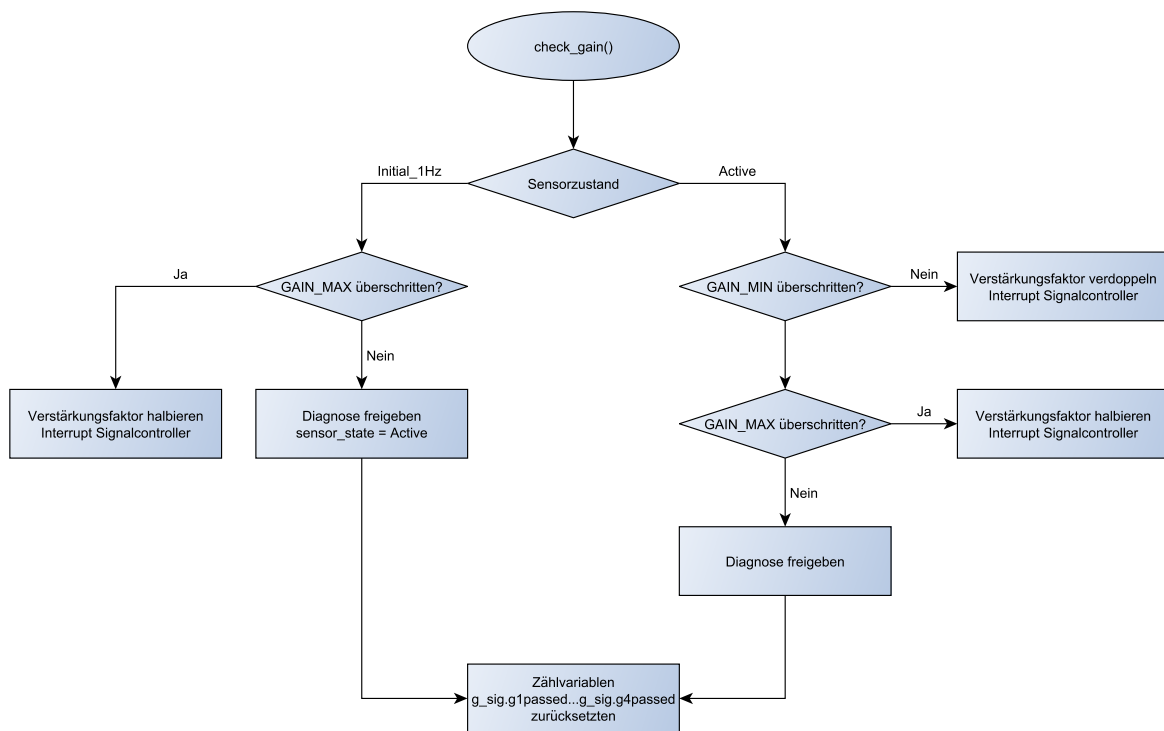 check_gain()
Initial_1Hz
Sensorzustand
Active
Ja
GAIN_MAX überschritten?
GAIN_MIN überschritten?
Nein
Verstärkungsfaktor verdoppeln
Interrupt Signalcontroller
Nein
Verstärkungsfaktor halbieren
Interrupt Signalcontroller
Diagnose freigeben
sensor_state = Active
GAIN_MAX überschritten?
Ja
Verstärkungsfaktor halbieren
Interrupt Signalcontroller
Nein
Diagnose freigeben
Zählvariablen
g_sig.g1passed...g_sig.g4passed
zurücksetzten